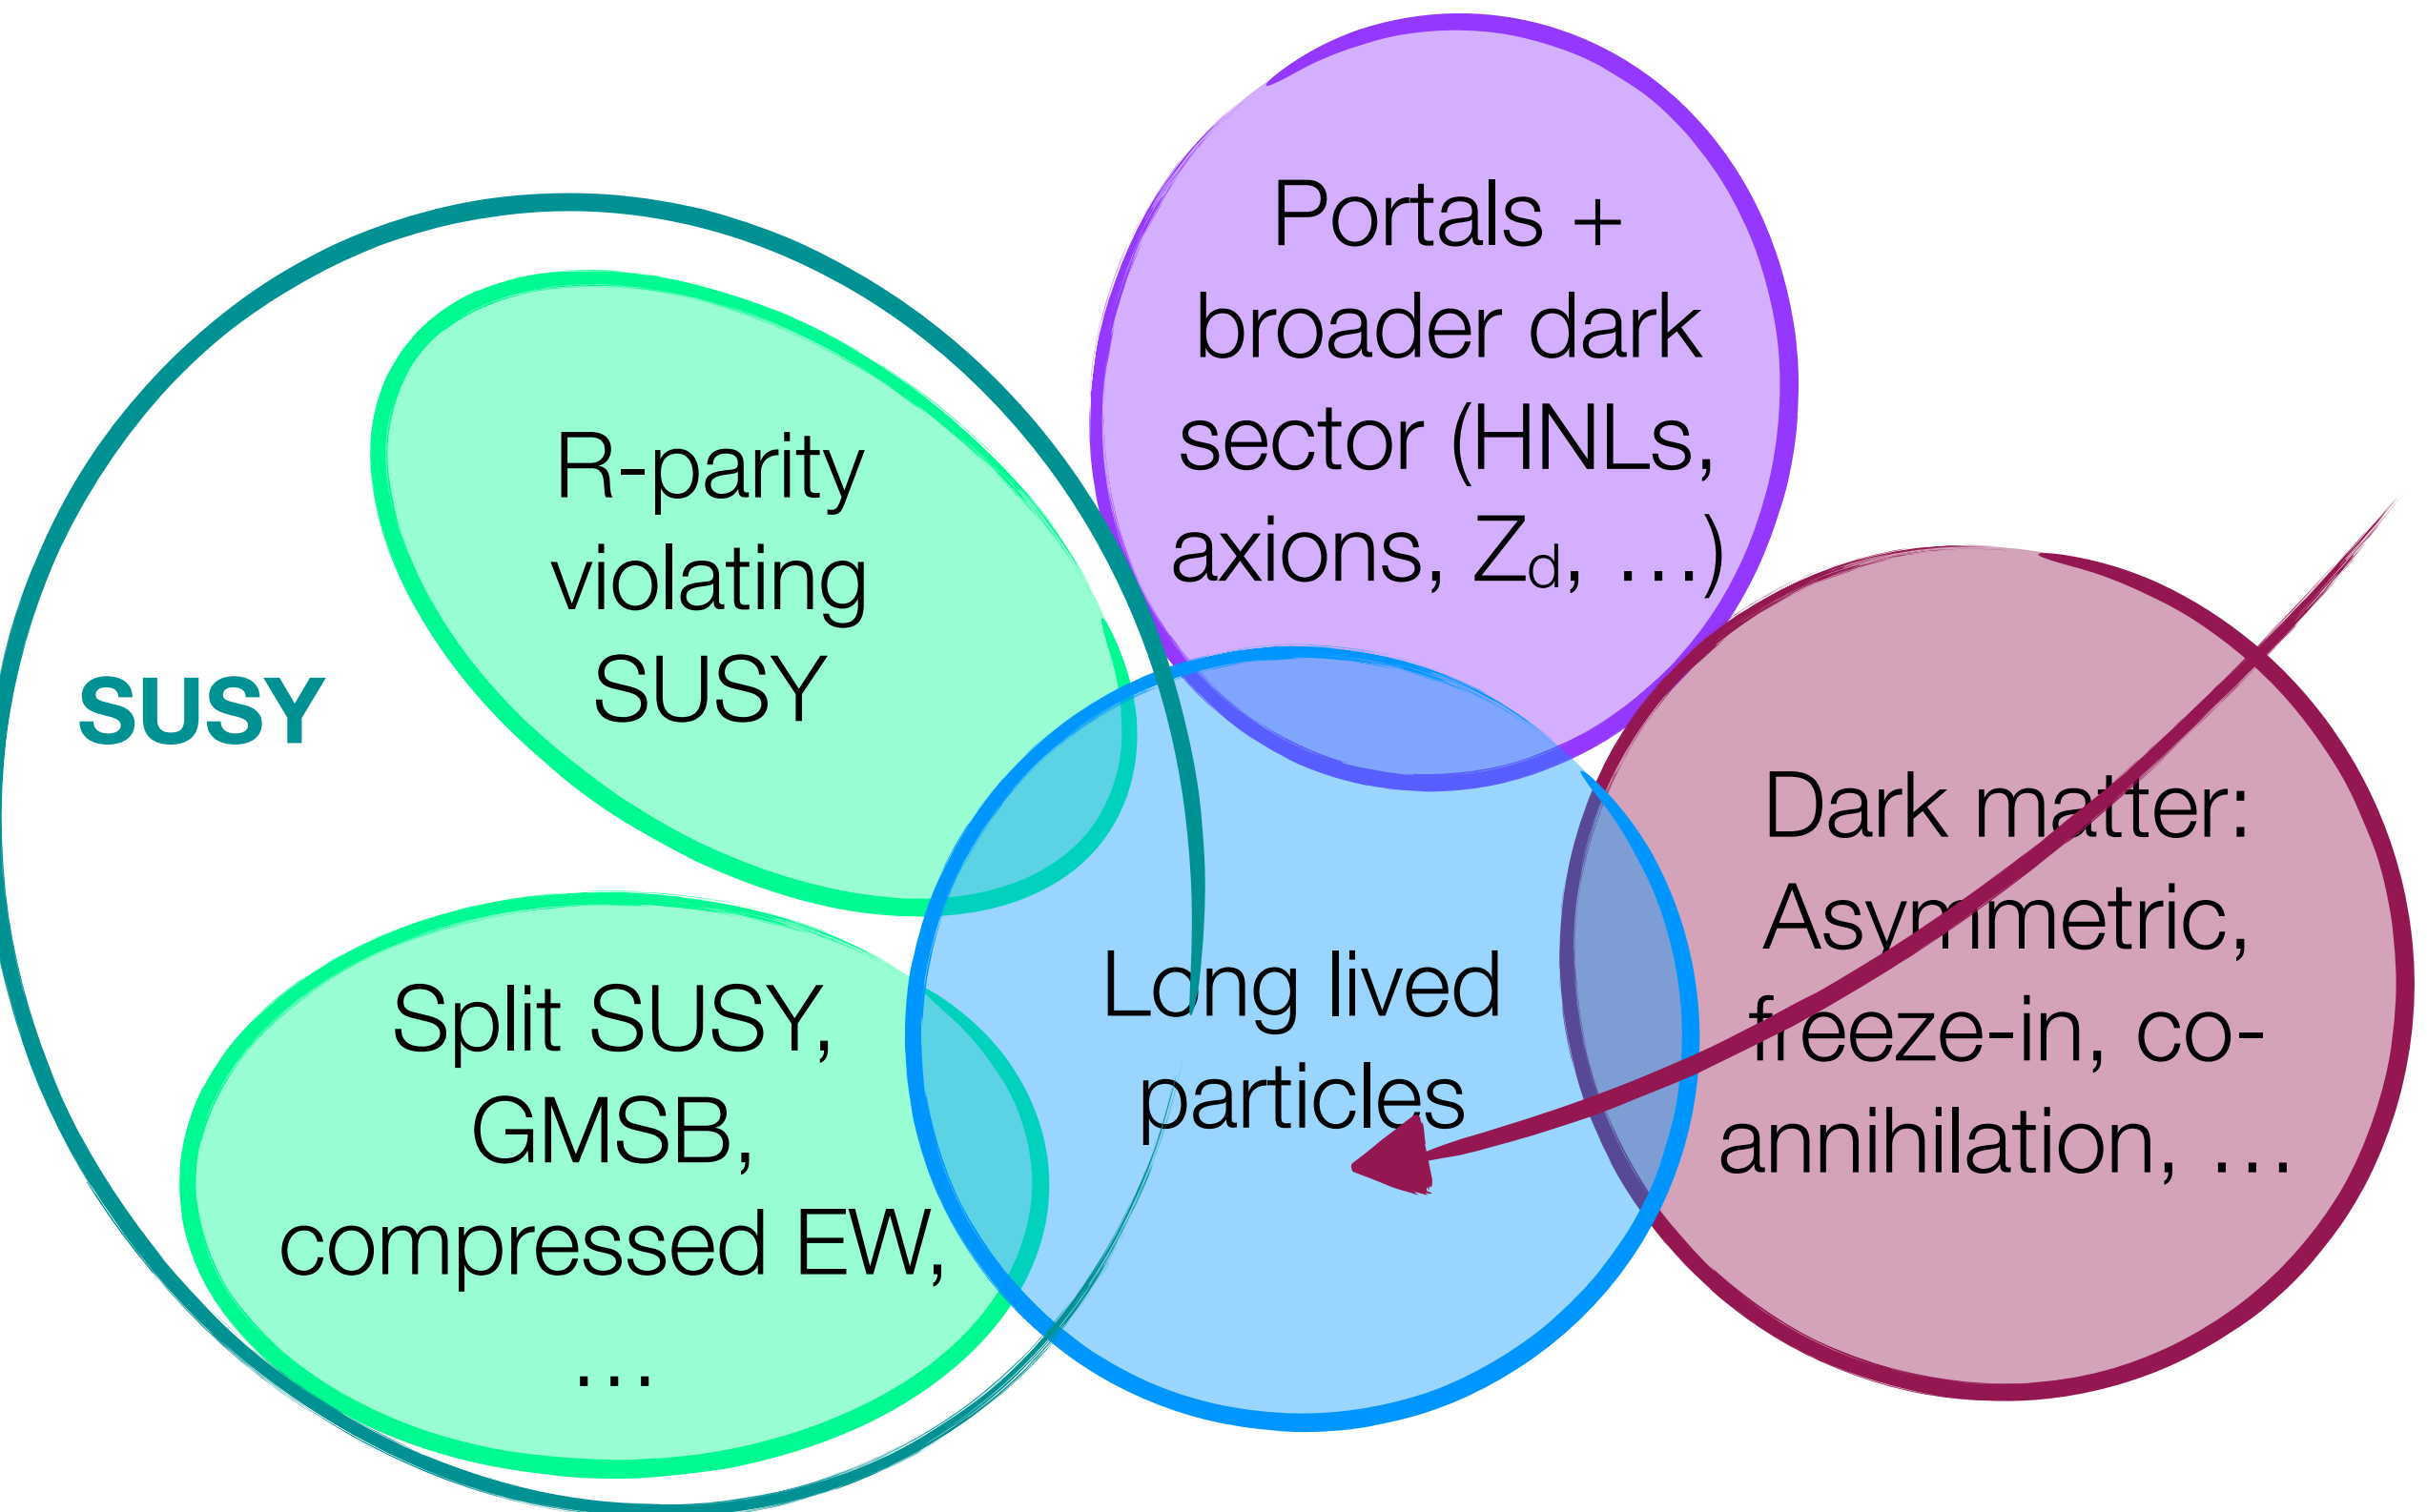 SUSY
R-parity
violating
SUSY
Split SUSY,
GMSB,
compressed EW,
...
Portals +
broader dark
sector (HNLs,
axions, Zd, ...)
Long lived
particles
Dark matter:
Asymmetric,
freeze-in, co-
annihilation, ...